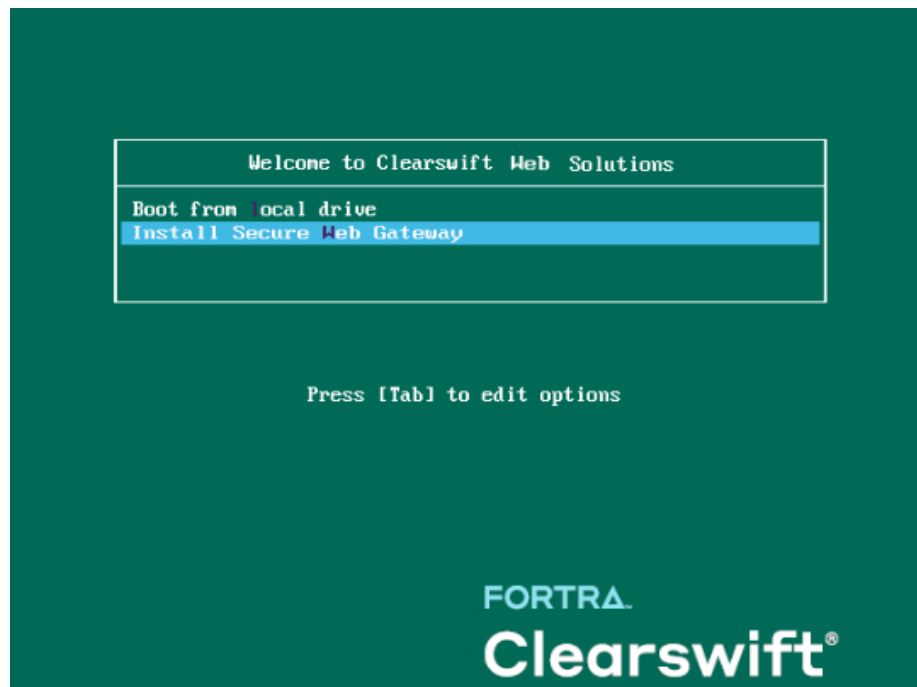 Welcome to Clearswift Web Solutions
Boot from local drive
Install Secure Web Gateway
Press [Tab] to edit options
FORTRA™
Clearswift®